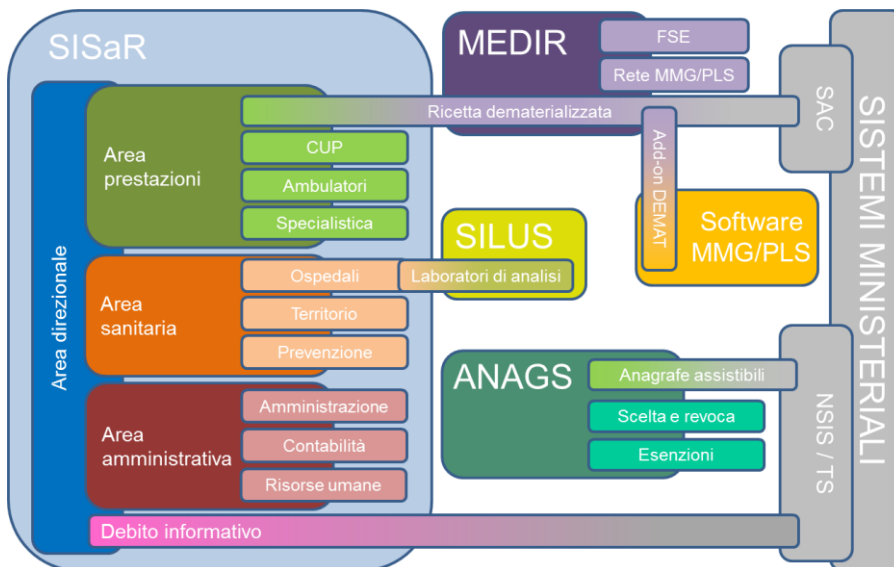 SISaR
Area direzionale
Area
prestazioni
Ricetta dematerializzata
CUP
Ambulatori
Specialistica
Area
sanitaria
Ospedali
Laboratori di analisi
Territorio
Prevenzione
Area
amministrativa
Amministrazione
Contabilità
Risorse umane
Debito informativo
MEDIR
FSE
Rete MMG/PLS
Add-on DEMAT
SILUS
Software
MMG/PLS
ANAGS
Anagrafe assistibili
Scelta e revoca
Esenzioni
SAC
NSIS / TS
SISTEMI MINISTERIALI